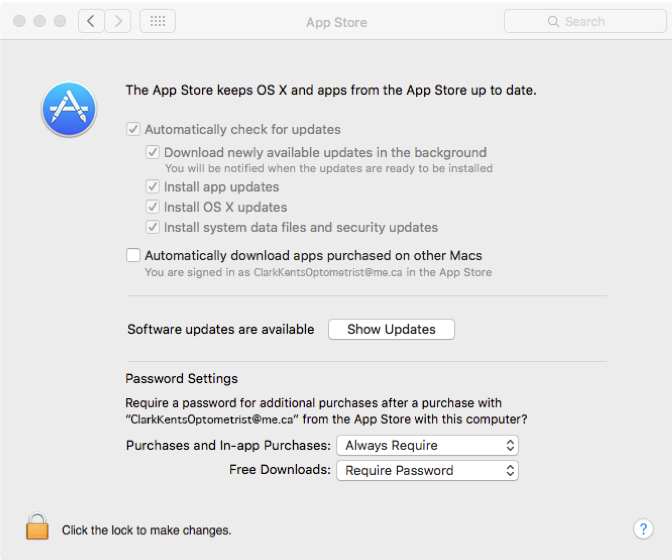 App Store
Search
The App Store keeps OS X and apps from the App Store up to date.
Automatically check for updates
Download newly available updates in the background
You will be notified when the updates are ready to be installed
Install app updates
Install OS X updates
Install system data files and security updates
Automatically download apps purchased on other Macs
You are signed in as ClarkKentsOptometrist@me.ca in the App Store
Software updates are available Show Updates
Password Settings
Require a password for additional purchases after a purchase with
“ClarkKentsOptometrist@me.ca” from the App Store with this computer?
Purchases and In-app Purchases: Always Require
Free Downloads: Require Password
Click the lock to make changes. ?